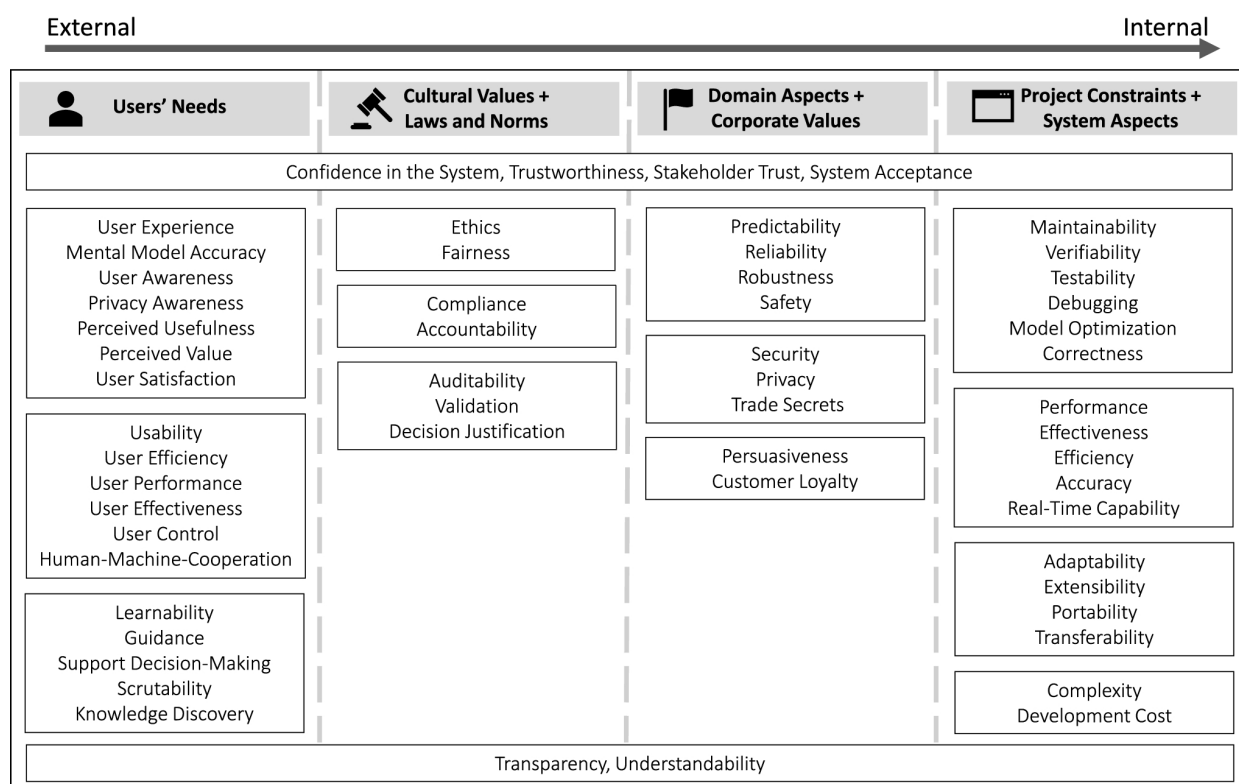 External
Internal
Users' Needs
Cultural Values +
Laws and Norms
Domain Aspects +
Corporate Values
Project Constraints +
System Aspects
Confidence in the System, Trustworthiness, Stakeholder Trust, System Acceptance
User Experience
Mental Model Accuracy
User Awareness
Privacy Awareness
Perceived Usefulness
Perceived Value
User Satisfaction
Usability
User Efficiency
User Performance
User Effectiveness
User Control
Human-Machine-Cooperation
Learnability
Guidance
Support Decision-Making
Scrutability
Knowledge Discovery
Ethics
Fairness
Compliance
Accountability
Auditability
Validation
Decision Justification
Predictability
Reliability
Robustness
Safety
Security
Privacy
Trade Secrets
Persuasiveness
Customer Loyalty
Maintainability
Verifiability
Testability
Debugging
Model Optimization
Correctness
Performance
Effectiveness
Efficiency
Accuracy
Real-Time Capability
Adaptability
Extensibility
Portability
Transferability
Complexity
Development Cost
Transparency, Understandability